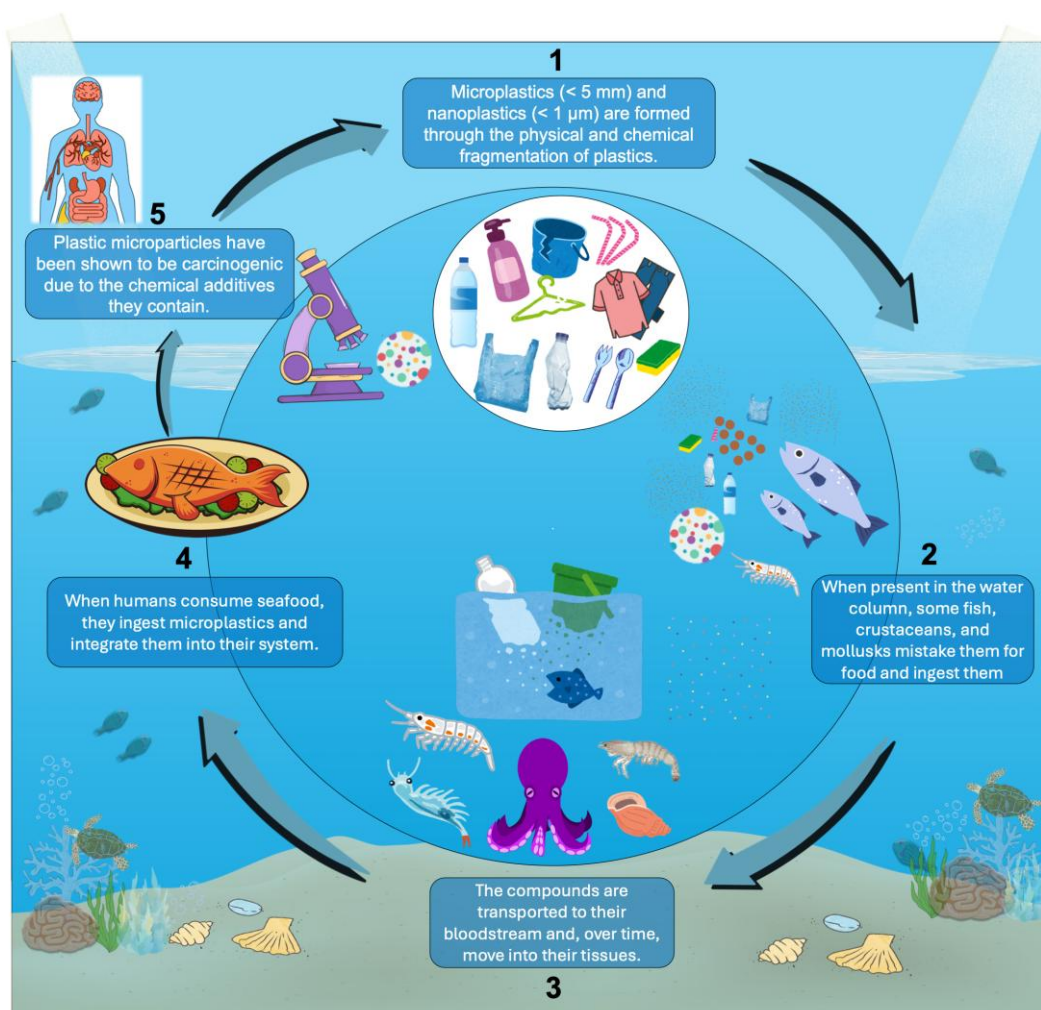 1
Microplastics (< 5 mm) and
nanoplastics (< 1 µm) are formed
through the physical and chemical
fragmentation of plastics.
2
When present in the water
column, some fish,
crustaceans, and
mollusks mistake them for
food and ingest them
The compounds are
transported to their
bloodstream and, over time,
move into their tissues.
3
4
When humans consume seafood,
they ingest microplastics and
integrate them into their system.
5
Plastic microparticles have
been shown to be carcinogenic
due to the chemical additives
they contain.